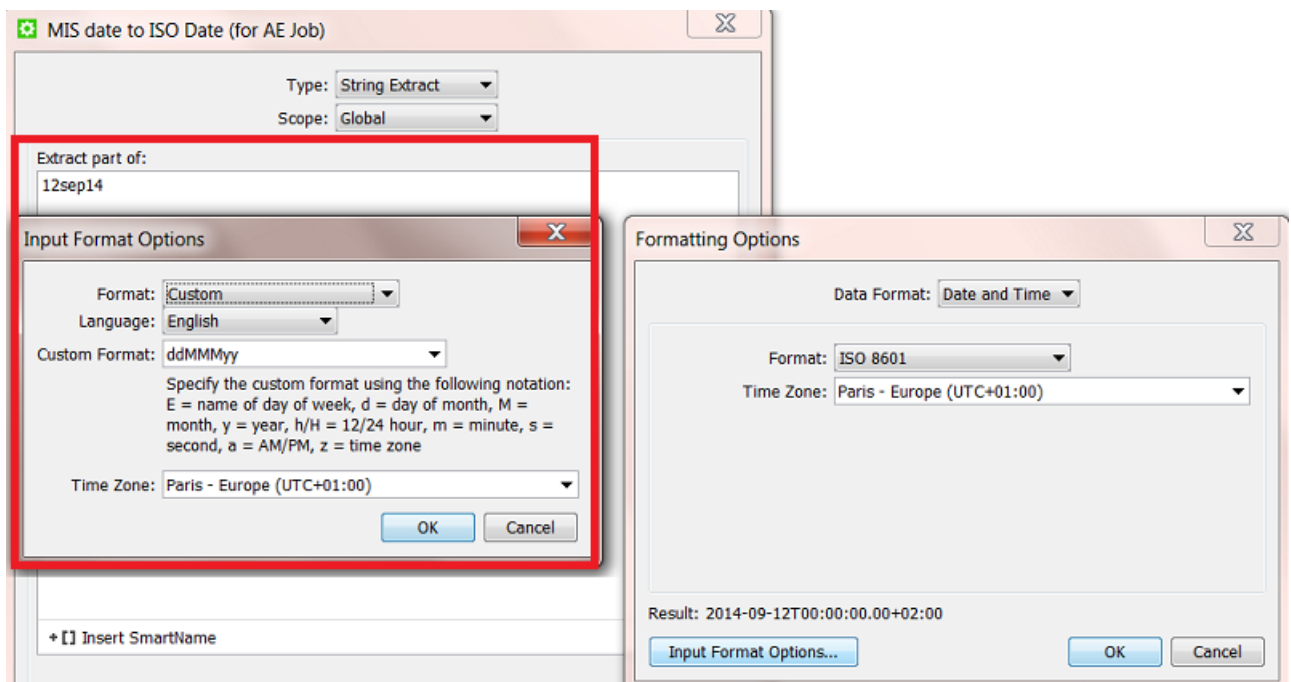 MIS date to ISO Date (for AE Job)
Type: String Extract
Scope: Global
Extract part of:
12sep14
Input Format Options
Format: Custom
Language: English
Custom Format: ddMMMyy
Specify the custom format using the following notation:
E = name of day of week, d = day of month, M =
month, y = year, h/H = 12/24 hour, m = minute, s =
second, a = AM/PM, z = time zone
Time Zone: Paris - Europe (UTC+01:00)
OK Cancel
+[] Insert SmartName
Formatting Options
Data Format: Date and Time
Format: ISO 8601
Time Zone: Paris - Europe (UTC+01:00)
Result: 2014-09-12T00:00:00.00+02:00
Input Format Options... OK Cancel